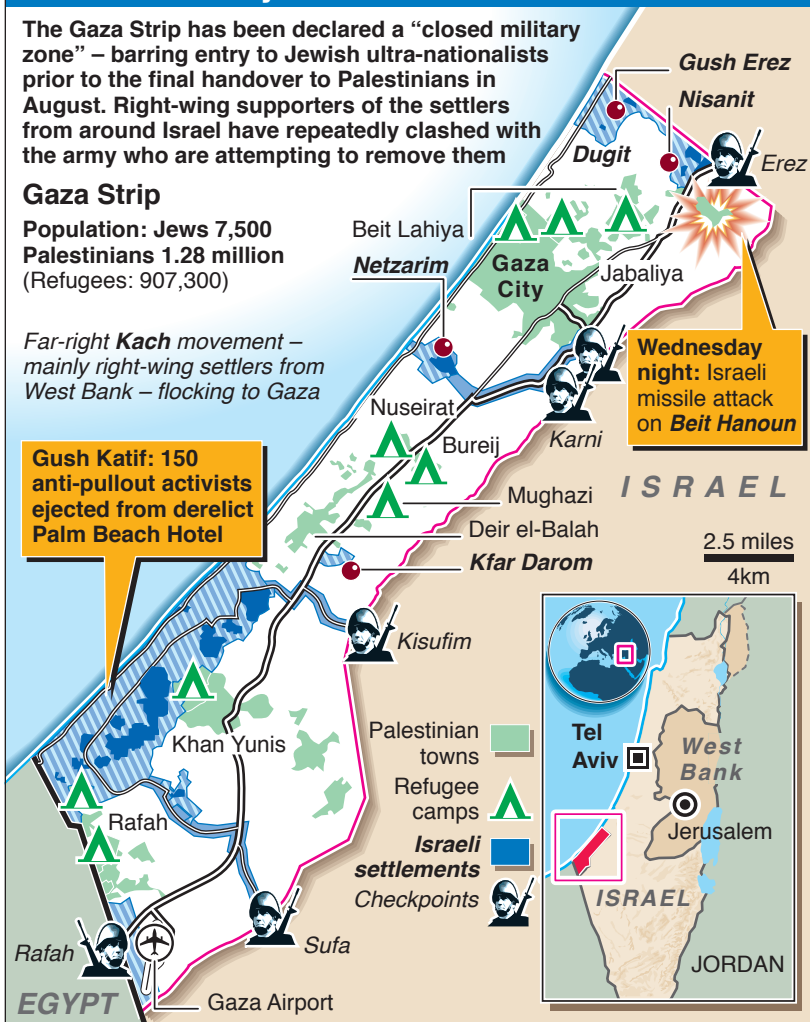 The Gaza Strip has been declared a “closed military
zone” – barring entry to Jewish ultra-nationalists
prior to the final handover to Palestinians in
August. Right-wing supporters of the settlers
from around Israel have repeatedly clashed with
the army who are attempting to remove them
Gaza Strip
Population: Jews 7,500
Palestinians 1.28 million
(Refugees: 907,300)
Far-right Kach movement –
mainly right-wing settlers from
West Bank – flocking to Gaza
Gush Katif: 150
anti-pullout activists
ejected from derelict
Palm Beach Hotel
Gush Erez
Nisanit
Dugit
Erez
Beit Lahiya
Netzarim
Gaza
City
Jabaliya
Wednesday
night: Israeli
missile attack
on Beit Hanoun
Karni
Nuseirat
Bureij
Mughazi
Deir el-Balah
Kfar Darom
ISRAEL
2.5 miles
4km
Kisufim
Khan Yunis
Rafah
Rafah
Sufa
EGYPT
Gaza Airport
Palestinian
towns
Refugee
camps
Israeli
settlements
Checkpoints
Tel
Aviv
West
Bank
Jerusalem
ISRAEL
JORDAN